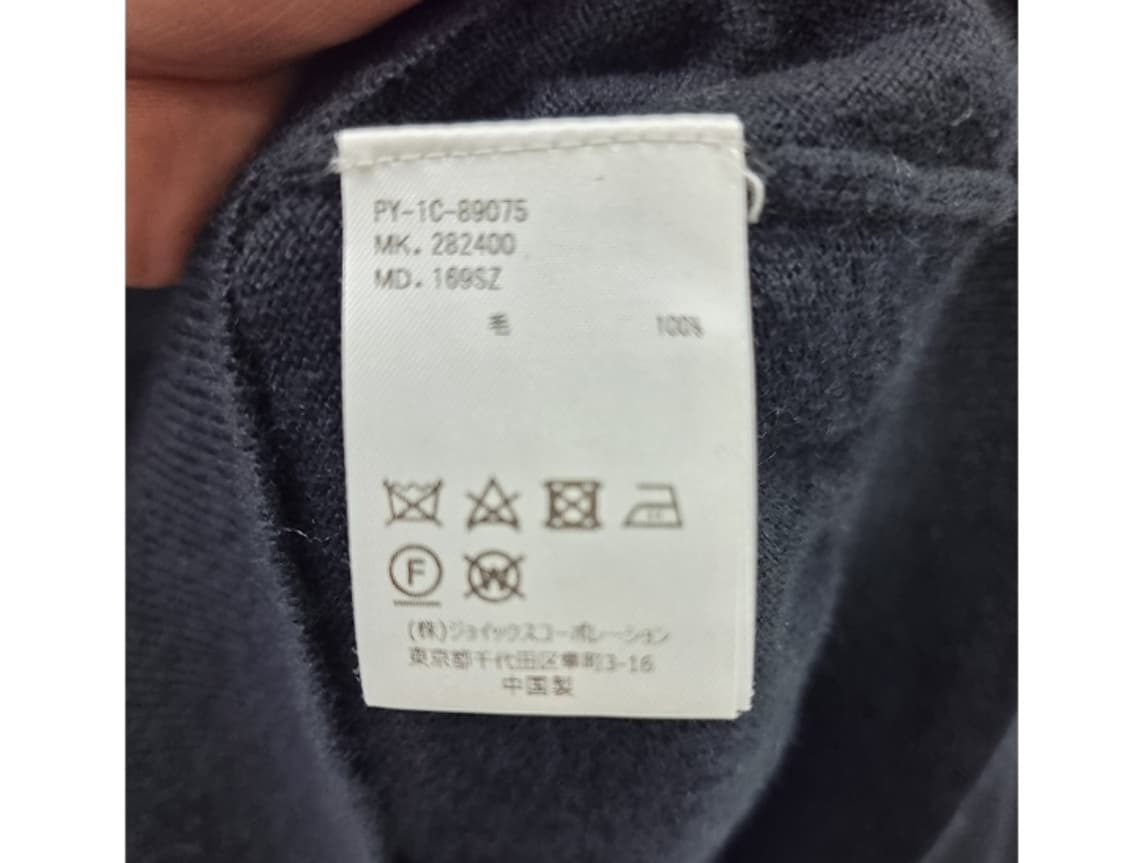 PY-1C-89075
MK. 282400
MD. 169SZ
毛 100%
F
W
(株)ジョイックスコーポレーション
東京都千代田区隼町3-16
中国製